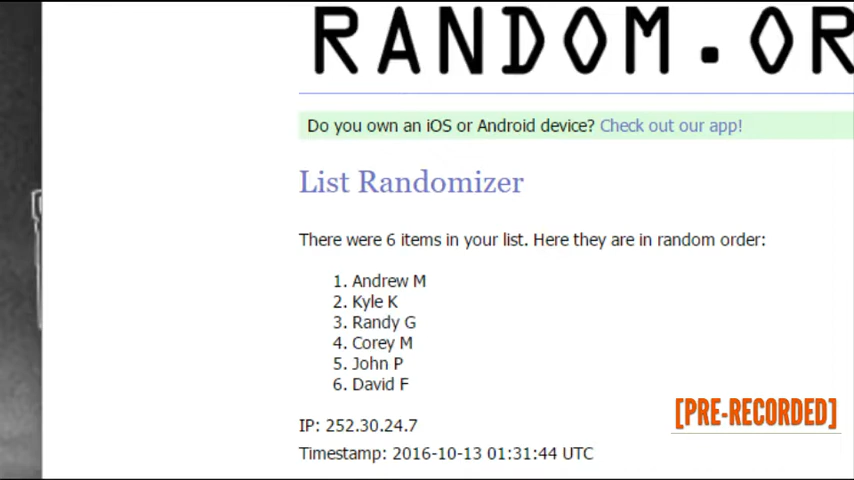 RANDOM.OR
Do you own an iOS or Android device? Check out our app!
List Randomizer
There were 6 items in your list. Here they are in random order:
1. Andrew M
2. Kyle K
3. Randy G
4. Corey M
5. John P
6. David F
IP: 252.30.24.7
[PRE-RECORDED]
Timestamp: 2016-10-13 01:31:44 UTC